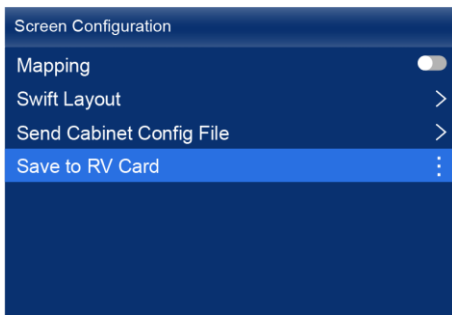 Screen Configuration
Mapping
Swift Layout
Send Cabinet Config File
Save to RV Card